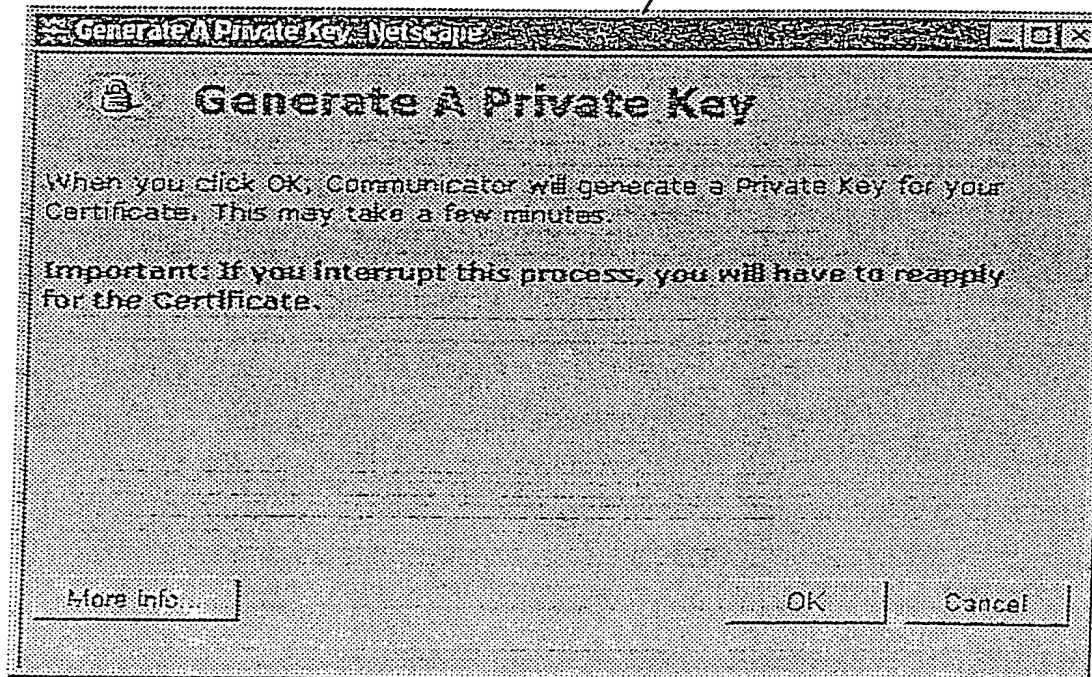 Generate A Private Key - Netscape
Generate A Private Key
When you click OK, Communicator will generate a Private Key for your
Certificate. This may take a few minutes.
Important: If you interrupt this process, you will have to reapply
for the Certificate.
More Info...
OK
Cancel